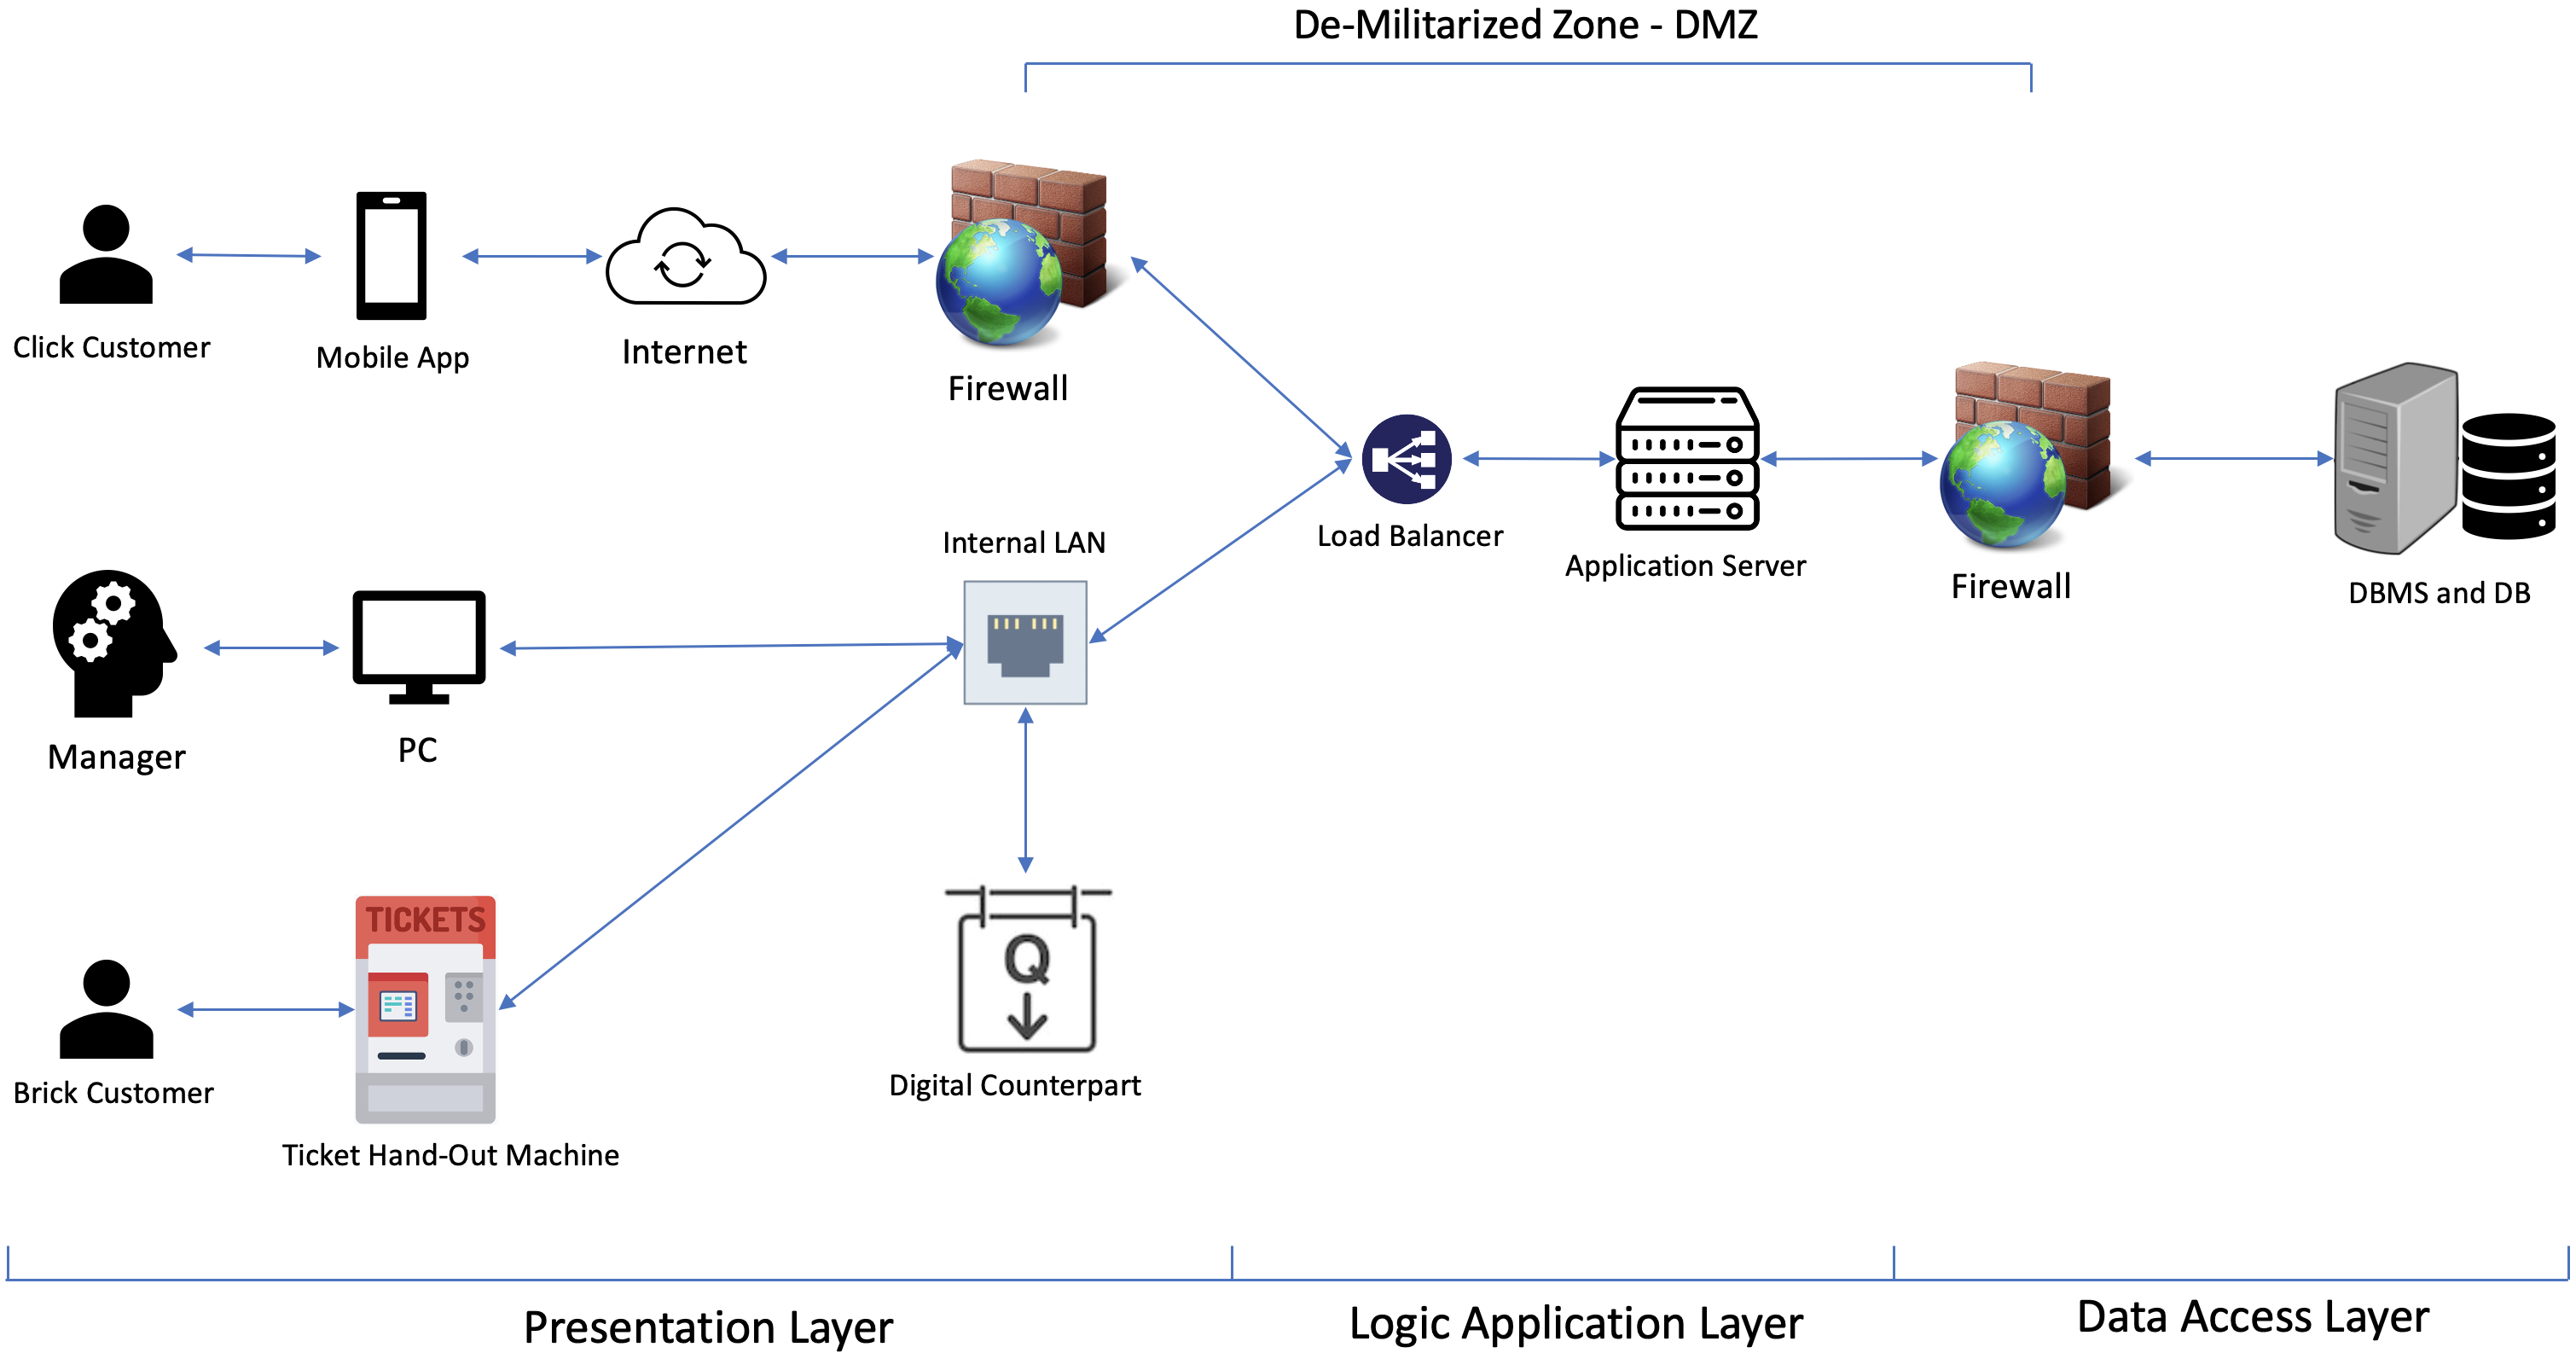 De-Militarized Zone - DMZ
Click Customer
Mobile App
Internet
Firewall
Load Balancer
Application Server
Firewall
DBMS and DB
Internal LAN
Manager
PC
TICKETS
Q
Brick Customer
Ticket Hand-Out Machine
Digital Counterpart
Presentation Layer
Logic Application Layer
Data Access Layer